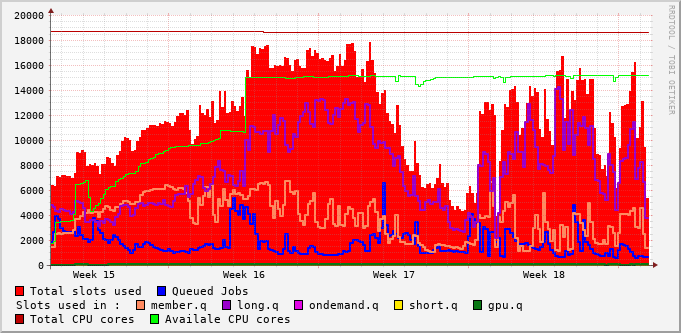 20000
18000
16000
14000
12000
10000
8000
6000
4000
2000
0
Week 15 Week 16 Week 17 Week 18
RRDTOOL / TOBI OETIKER
Total slots used Queued Jobs
Slots used in : member.q long.q ondemand.q short.q gpu.q
Total CPU cores Availale CPU cores